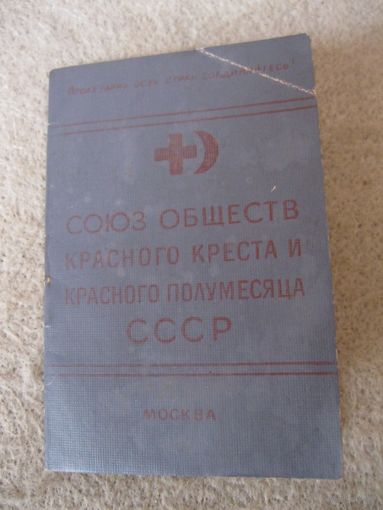 Пролетарии всех стран, соединяйтесь!
СОЮЗ ОБЩЕСТВ
КРАСНОГО КРЕСТА И
КРАСНОГО ПОЛУМЕСЯЦА
СССР
МОСКВА